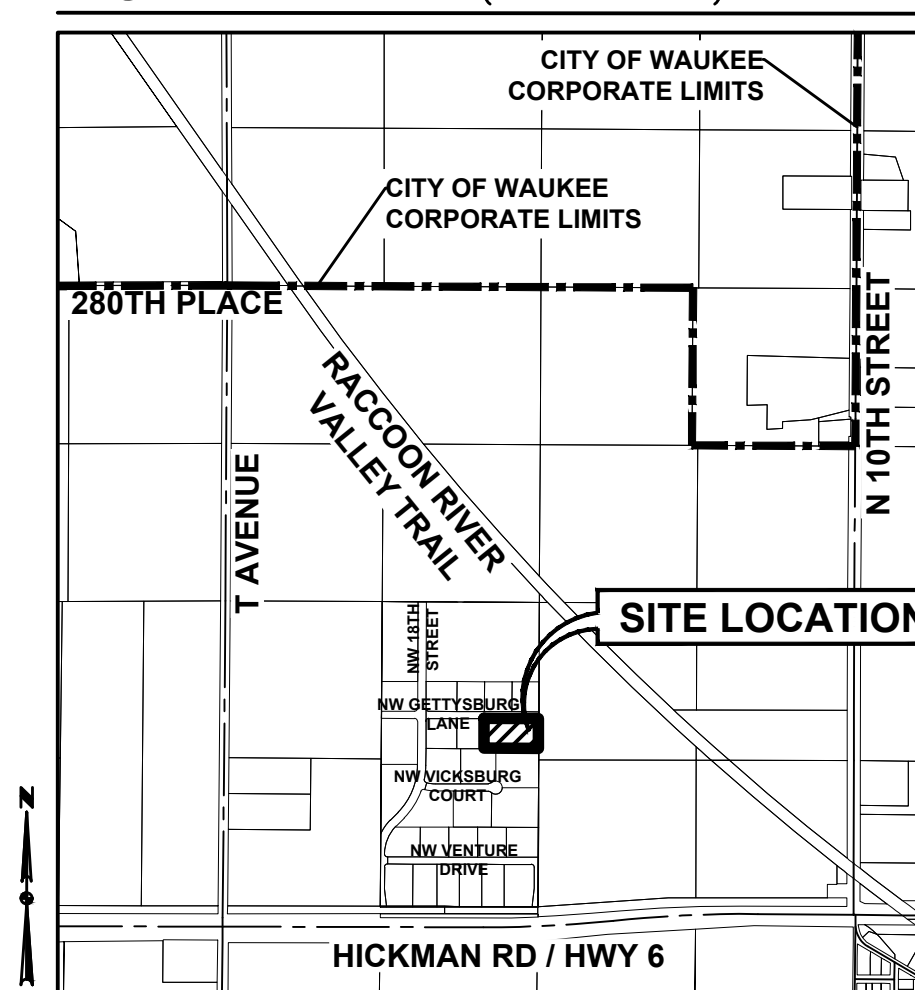 CITY OF WAUKEE
CORPORATE LIMITS
CITY OF WAUKEE
CORPORATE LIMITS
280TH PLACE
N 10TH STREET
RACCOON RIVER
VALLEY TRAIL
T AVENUE
SITE LOCATION
NW 18TH
STREET
NW GETTYSBURG
LANE
NW VICKSBURG
COURT
NW VENTURE
DRIVE
N
HICKMAN RD / HWY 6